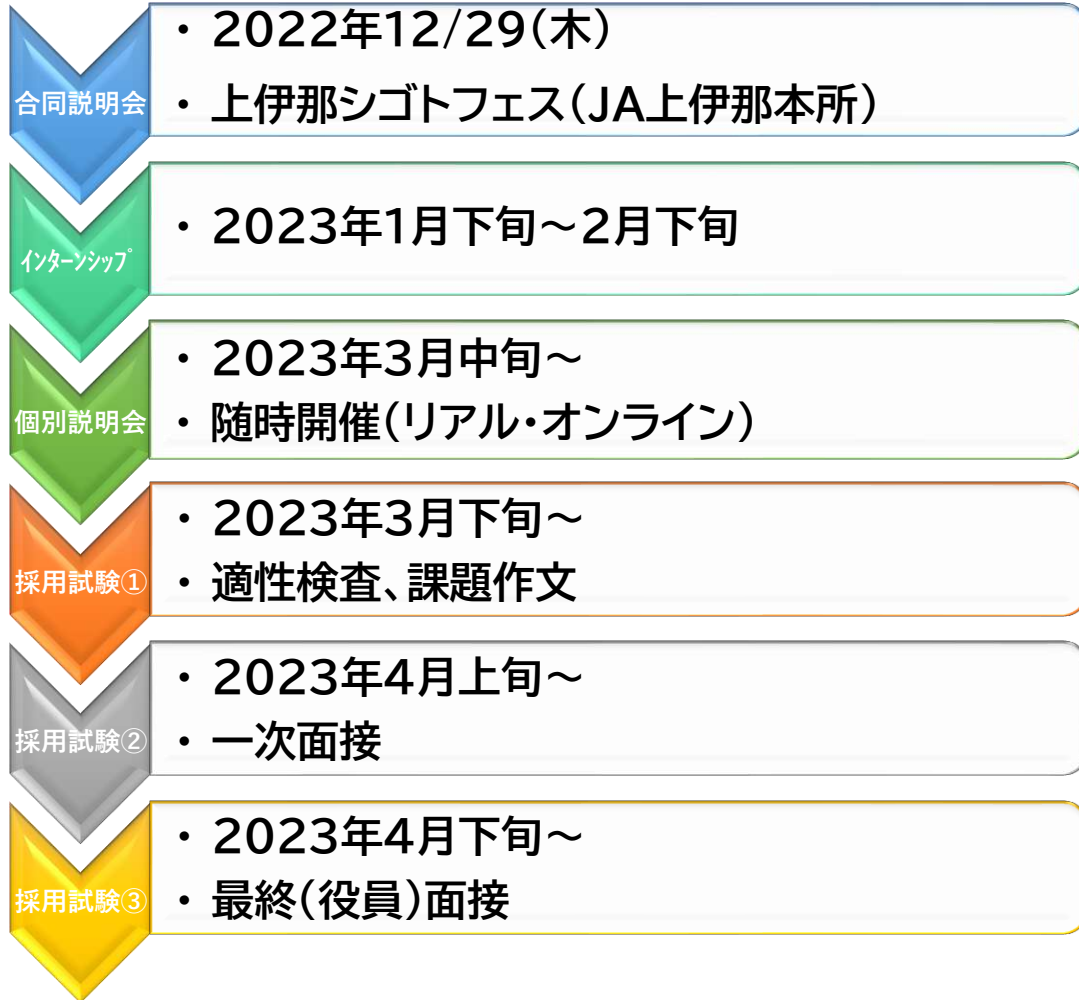 ・ 2022年12/29(木)
合同説明会
・ 上伊那シゴトフェス(JA上伊那本所)
・ 2023年1月下旬~2月下旬
インターンシップ
・ 2023年3月中旬~
個別説明会
・ 随時開催(リアル・オンライン)
・ 2023年3月下旬~
採用試験①
・ 適性検査、課題作文
・ 2023年4月上旬~
採用試験②
・ 一次面接
・ 2023年4月下旬~
採用試験③
・ 最終(役員)面接